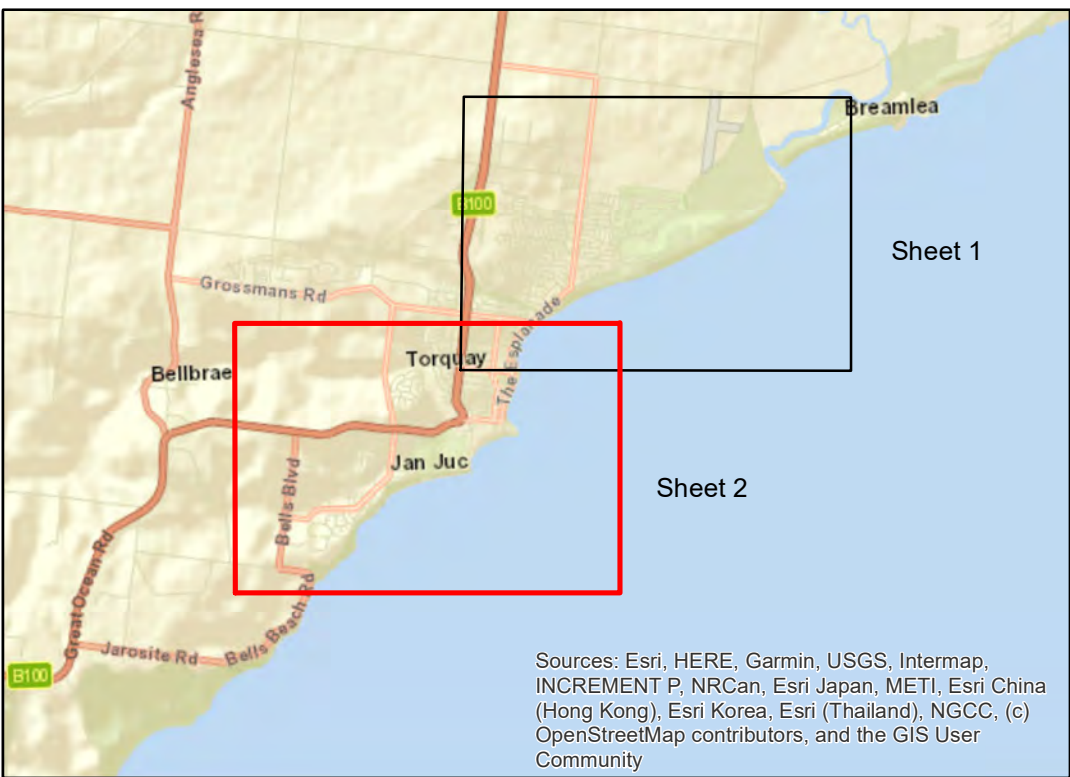 Anglesea R
Breamlea
B100
Sheet 1
Grossmans Rd
The Esplanade
Torquay
Bellbrae
Jan Juc
Sheet 2
Bells Blvd
Great Ocean Rd
Bells Beach Rd
Jarosite Rd
B100
Sources: Esri, HERE, Garmin, USGS, Intermap,
INCREMENT P, NRCan, Esri Japan, METI, Esri China
(Hong Kong), Esri Korea, Esri (Thailand), NGCC, (c)
OpenStreetMap contributors, and the GIS User
Community